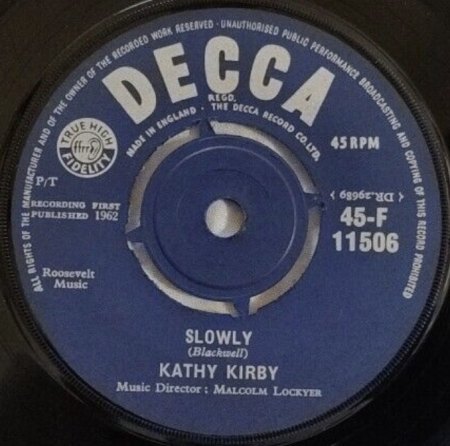 ALL RIGHTS OF THE MANUFACTURER AND OF THE OWNER OF THE RECORDED WORK RESERVED · UNAUTHORISED PUBLIC PERFORMANCE BROADCASTING AND COPYING OF THIS RECORD PROHIBITED
DECCA
REGD.
MADE IN ENGLAND · THE DECCA RECORD CO. LTD.
TRUE HIGH
ffrr
FIDELITY
45 RPM
P/T
RECORDING FIRST
PUBLISHED 1962
( DR.29689 )
45-F
11506
Roosevelt
Music
SLOWLY
(Blackwell)
KATHY KIRBY
Music Director : MALCOLM LOCKYER